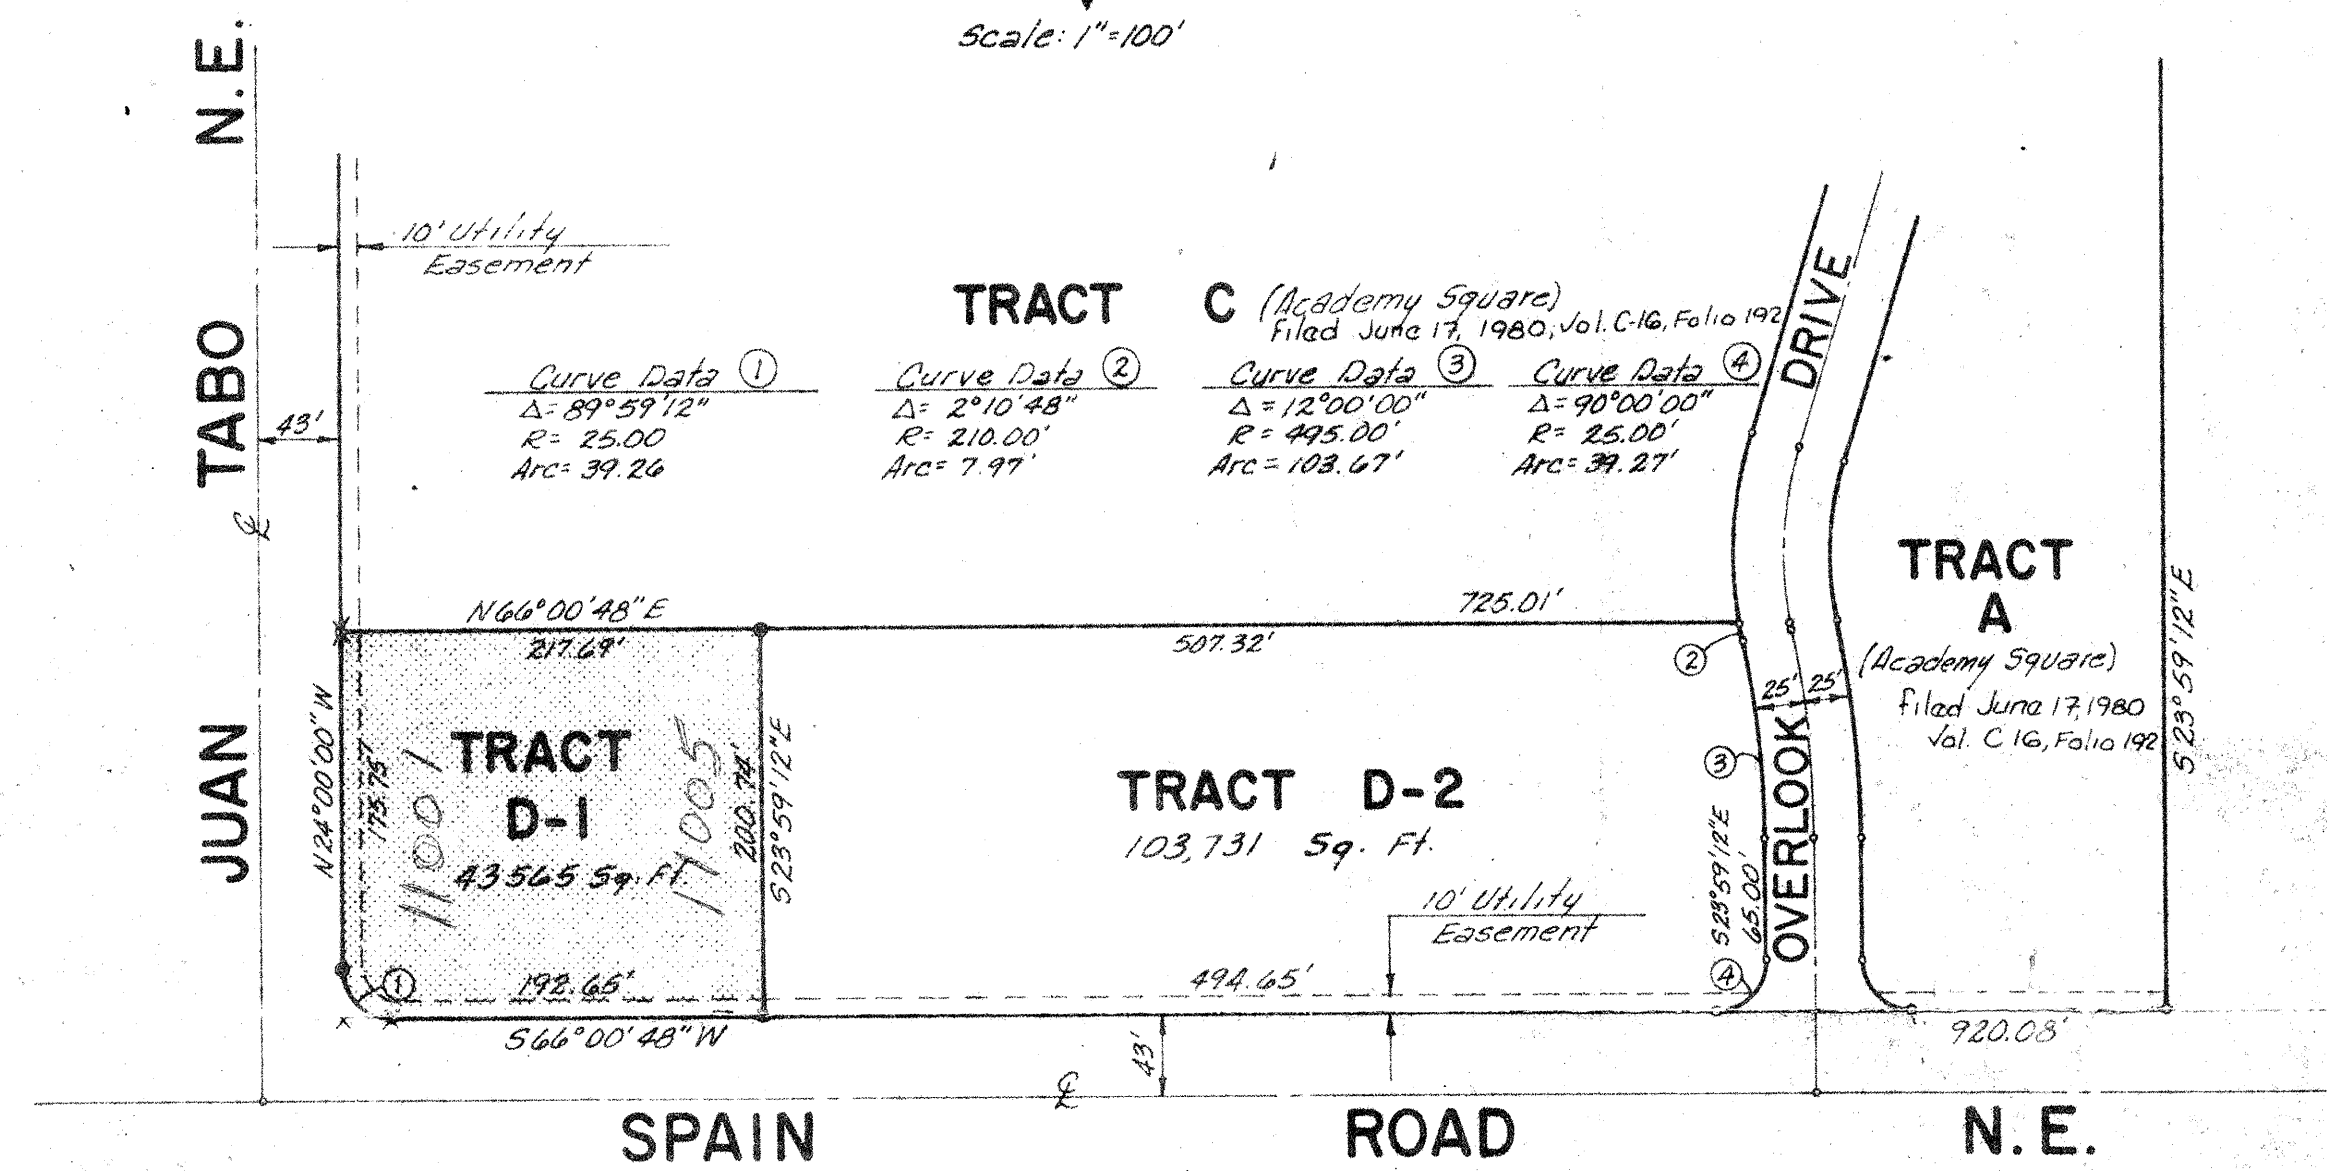 Scale: 1"=100'
JUAN TABO N.E.
10' Utility
Easement
43'
℄
TRACT C (Academy Square)
Filed June 17, 1980, Vol. C-16, Folio 192
Curve Data ①
Δ= 89°59'12"
R= 25.00
Arc= 39.26
Curve Data ②
Δ= 2°10'48"
R= 210.00'
Arc= 7.97'
Curve Data ③
Δ= 12°00'00"
R= 495.00'
Arc= 103.67'
Curve Data ④
Δ= 90°00'00"
R= 25.00'
Arc= 39.27'
OVERLOOK DRIVE
TRACT
A
(Academy Square)
Filed June 17, 1980
Vol. C 16, Folio 192
S 23°59'12" E
N66°00'48" E
725.01'
217.69'
507.32'
②
25' 25'
③
N24°00'00" W
175.75'
11001
TRACT
D-1
43565 Sq. Ft.
11005
200.74'
S 23°59'12" E
TRACT D-2
103,731 Sq. Ft.
10' Utility
Easement
S23°59'12"E
65.00'
④
①
192.65'
494.65'
S66°00'48" W
920.08'
43'
℄
SPAIN ROAD N.E.